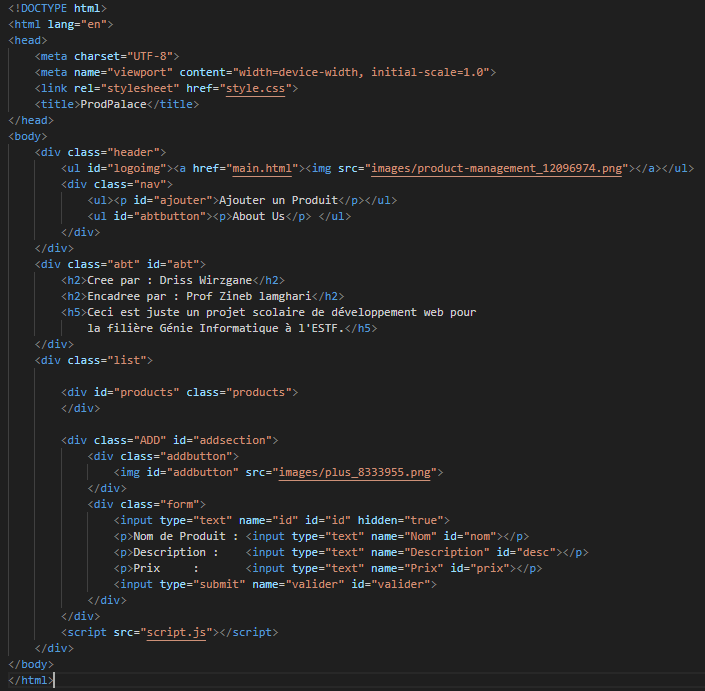 <!DOCTYPE html>
<html lang="en">
<head>
    <meta charset="UTF-8">
    <meta name="viewport" content="width=device-width, initial-scale=1.0">
    <link rel="stylesheet" href="style.css">
    <title>ProdPalace</title>
</head>
<body>
    <div class="header">
        <ul id="logoimg"><a href="main.html"><img src="images/product-management_12096974.png"></a></ul>
        <div class="nav">
            <ul><p id="ajouter">Ajouter un Produit</p></ul>
            <ul id="abtbutton"><p>About Us</p> </ul>
        </div>
    </div>
    <div class="abt" id="abt">
        <h2>Cree par : Driss Wirzgane</h2>
        <h2>Encadree par : Prof Zineb lamghari</h2>
        <h5>Ceci est juste un projet scolaire de développement web pour
            la filière Génie Informatique à l'ESTF.</h5>
    </div>
    <div class="list">

        <div id="products" class="products">
        </div>

        <div class="ADD" id="addsection">
            <div class="addbutton">
                <img id="addbutton" src="images/plus_8333955.png">
            </div>
            <div class="form">
                <input type="text" name="id" id="id" hidden="true">
                <p>Nom de Produit : <input type="text" name="Nom" id="nom"></p>
                <p>Description :    <input type="text" name="Description" id="desc"></p>
                <p>Prix     :       <input type="text" name="Prix" id="prix"></p>
                <input type="submit" name="valider" id="valider">
            </div>
        </div>
        <script src="script.js"></script>
    </div>
</body>
</html>